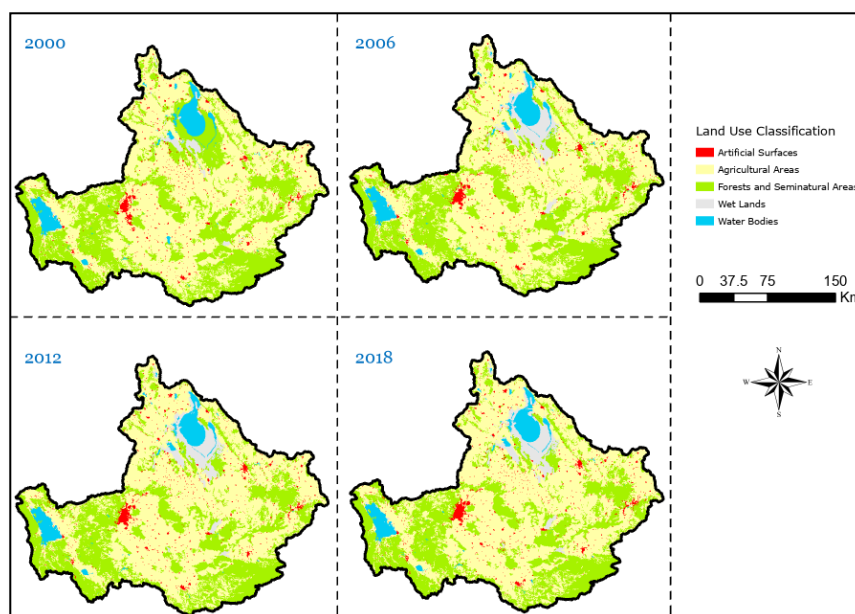 2000
2006
2012
2018
Land Use Classification
Artificial Surfaces
Agricultural Areas
Forests and Seminatural Areas
Wet Lands
Water Bodies
0 37.5 75 150
Km
N
W E
S